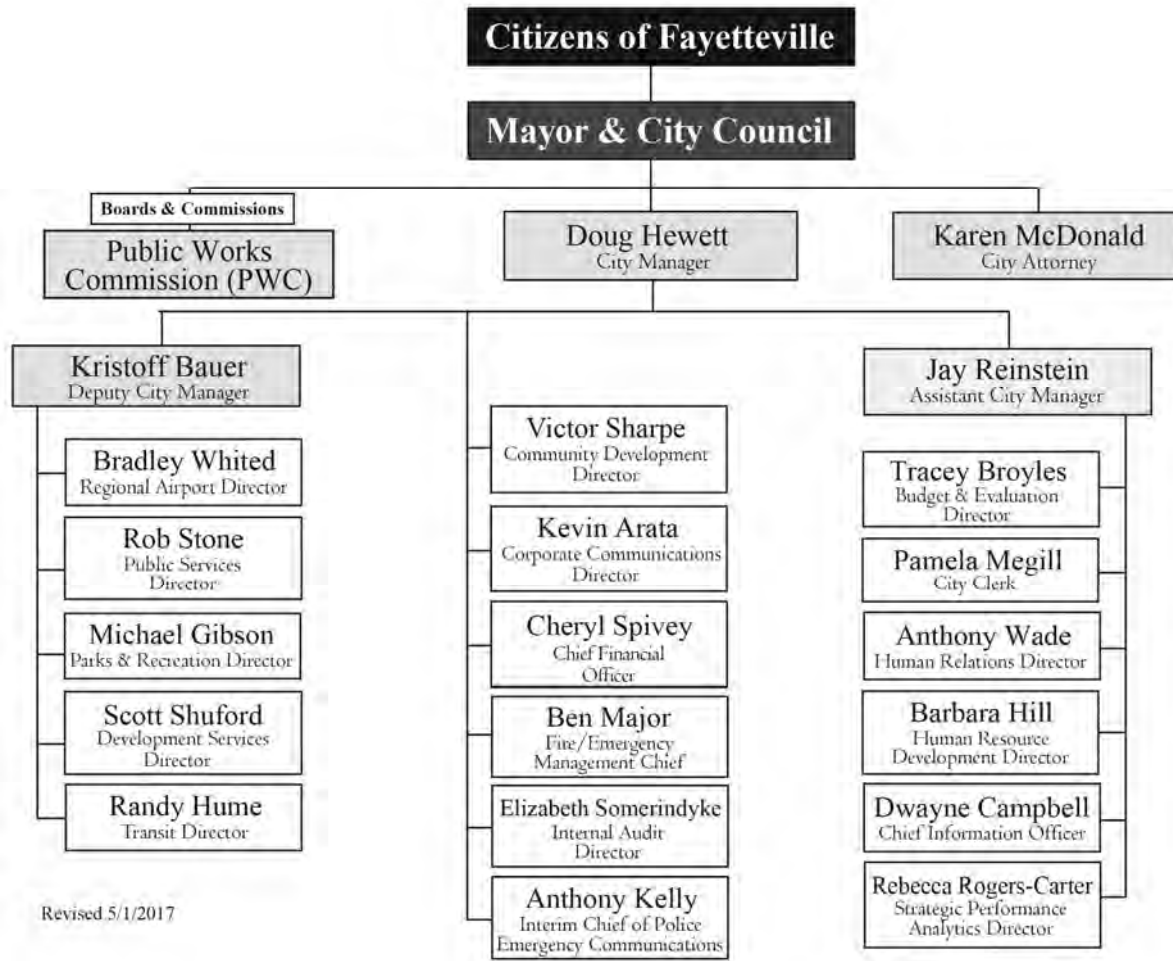 Citizens of Fayetteville
Mayor & City Council
Boards & Commissions
Public Works
Commission (PWC)
Doug Hewett
City Manager
Karen McDonald
City Attorney
Kristoff Bauer
Deputy City Manager
Bradley Whited
Regional Airport Director
Rob Stone
Public Services
Director
Michael Gibson
Parks & Recreation Director
Scott Shuford
Development Services
Director
Randy Hume
Transit Director
Victor Sharpe
Community Development
Director
Kevin Arata
Corporate Communications
Director
Cheryl Spivey
Chief Financial
Officer
Ben Major
Fire/Emergency
Management Chief
Elizabeth Somerindyke
Internal Audit
Director
Anthony Kelly
Interim Chief of Police
Emergency Communications
Jay Reinstein
Assistant City Manager
Tracey Broyles
Budget & Evaluation
Director
Pamela Megill
City Clerk
Anthony Wade
Human Relations Director
Barbara Hill
Human Resource
Development Director
Dwayne Campbell
Chief Information Officer
Rebecca Rogers-Carter
Strategic Performance
Analytics Director
Revised 5/1/2017